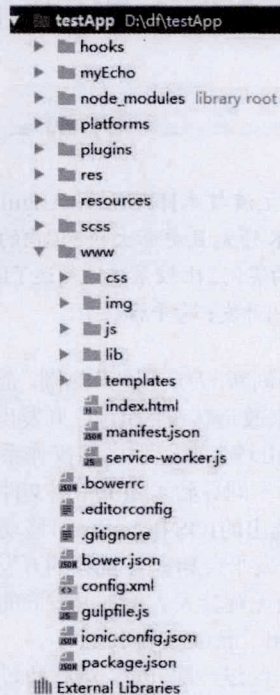 testApp D:\df\testApp
hooks
myEcho
node_modules library root
platforms
plugins
res
resources
scss
www
css
img
js
lib
templates
index.html
manifest.json
service-worker.js
.bowerrc
.editorconfig
.gitignore
bower.json
config.xml
gulpfile.js
ionic.config.json
package.json
External Libraries